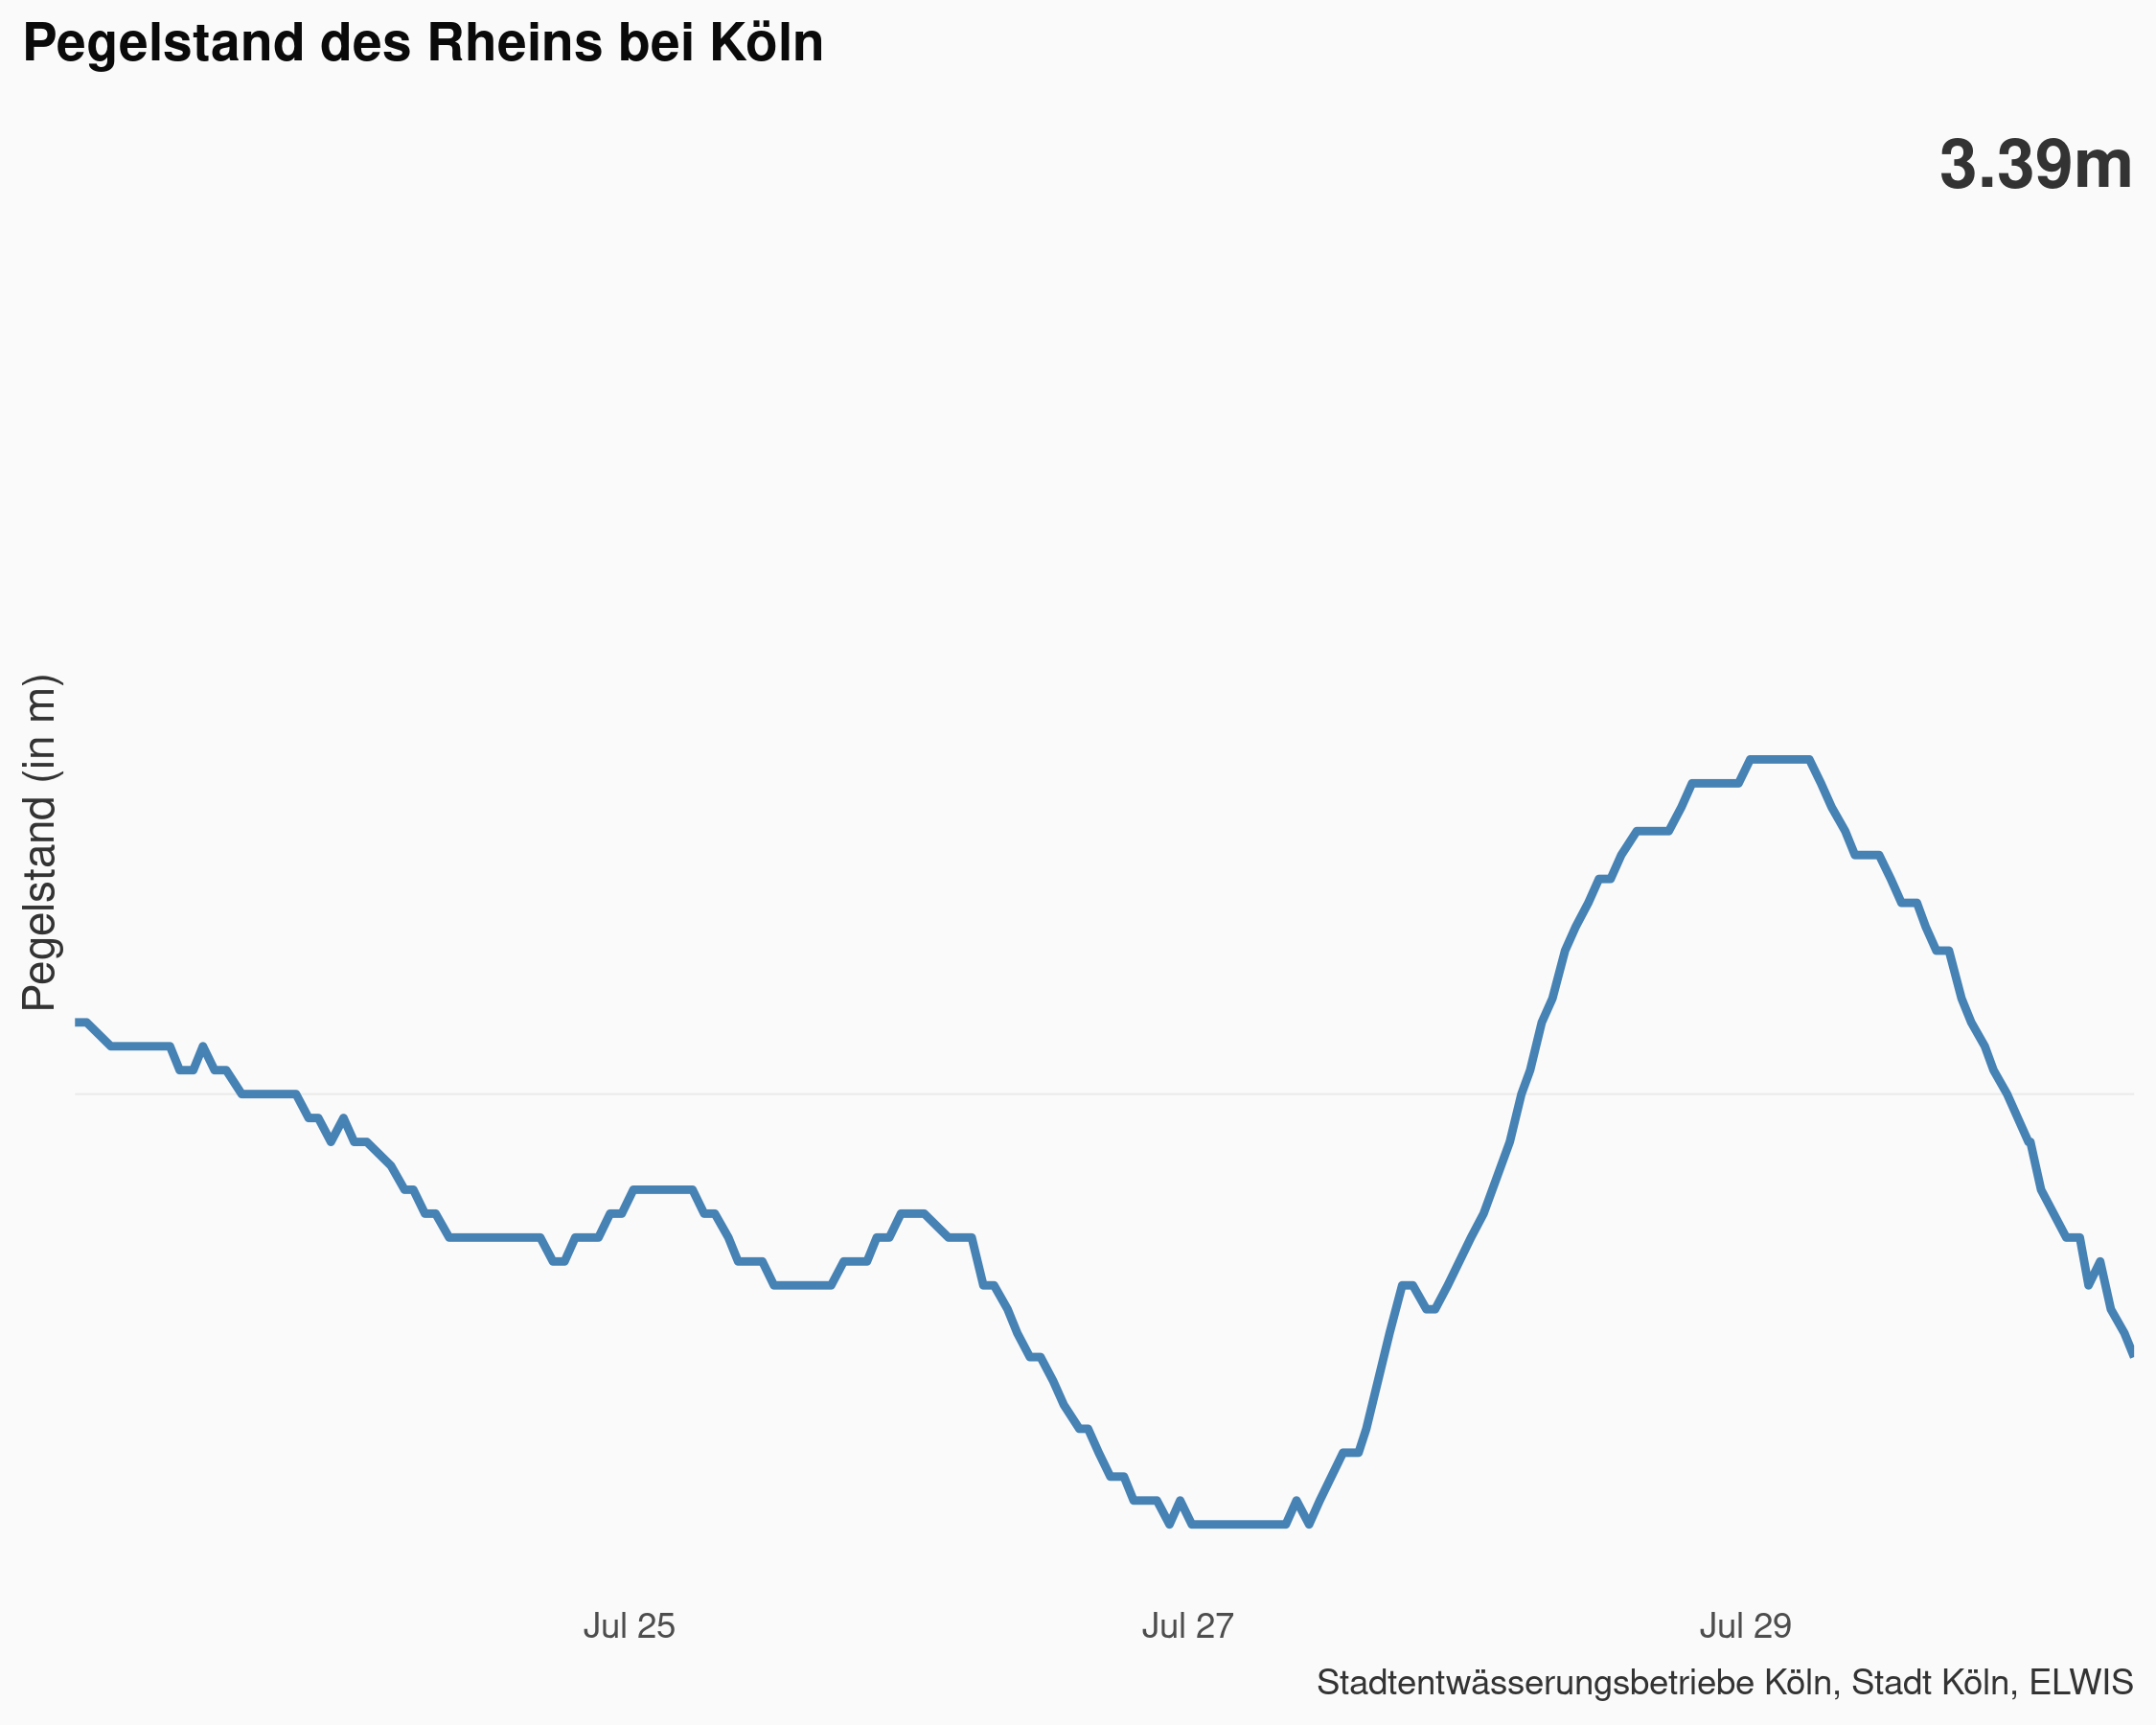 Pegelstand des Rheins bei Köln
3.39m
Pegelstand (in m)
Jul 25
Jul 27
Jul 29
Stadtentwässerungsbetriebe Köln, Stadt Köln, ELWIS